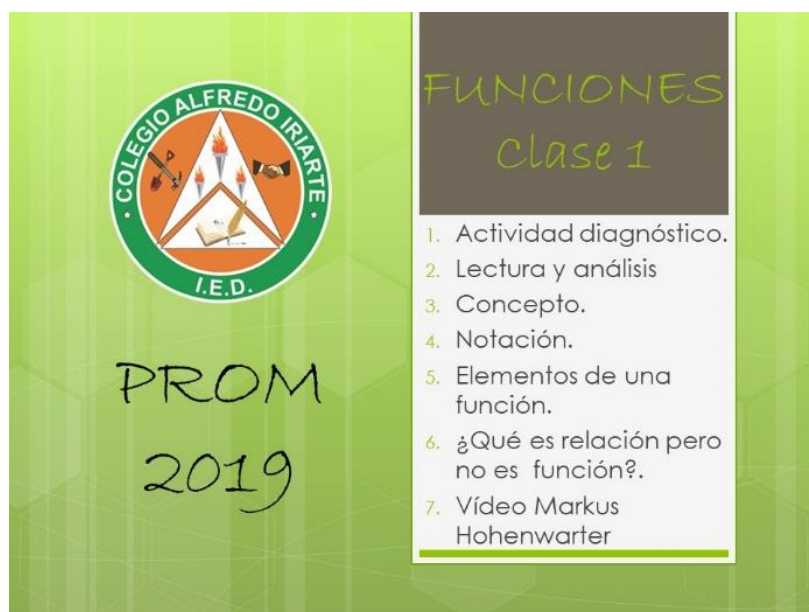 COLEGIO ALFREDO IRIARTE
I.E.D.
PROM
2019
FUNCIONES
Clase 1
1. Actividad diagnóstico.
2. Lectura y análisis
3. Concepto.
4. Notación.
5. Elementos de una
función.
6. ¿Qué es relación pero
no es función?.
7. Vídeo Markus
Hohenwarter